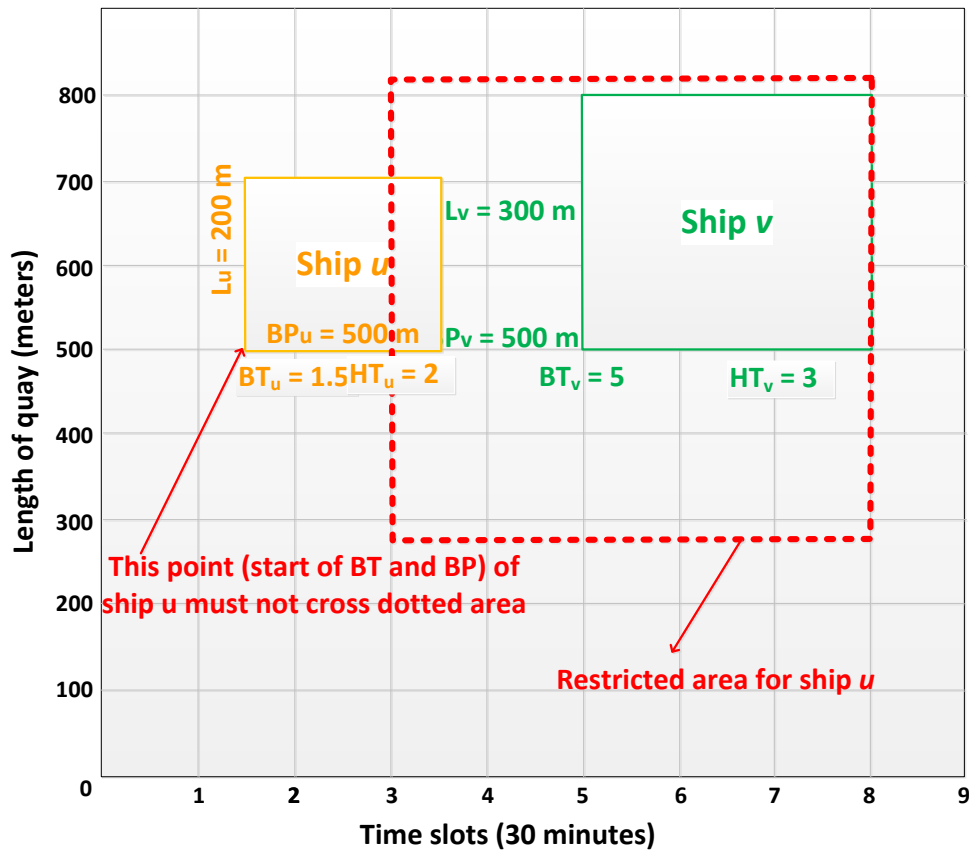 Length of quay (meters)
800
700
600
500
400
300
200
100
0
1
2
3
4
5
6
7
8
9
Time slots (30 minutes)
Lu = 200 m
Ship u
BPu = 500 m
BTu = 1.5
HTu = 2
Lv = 300 m
Ship v
Pv = 500 m
BTv = 5
HTv = 3
This point (start of BT and BP) of
ship u must not cross dotted area
Restricted area for ship u